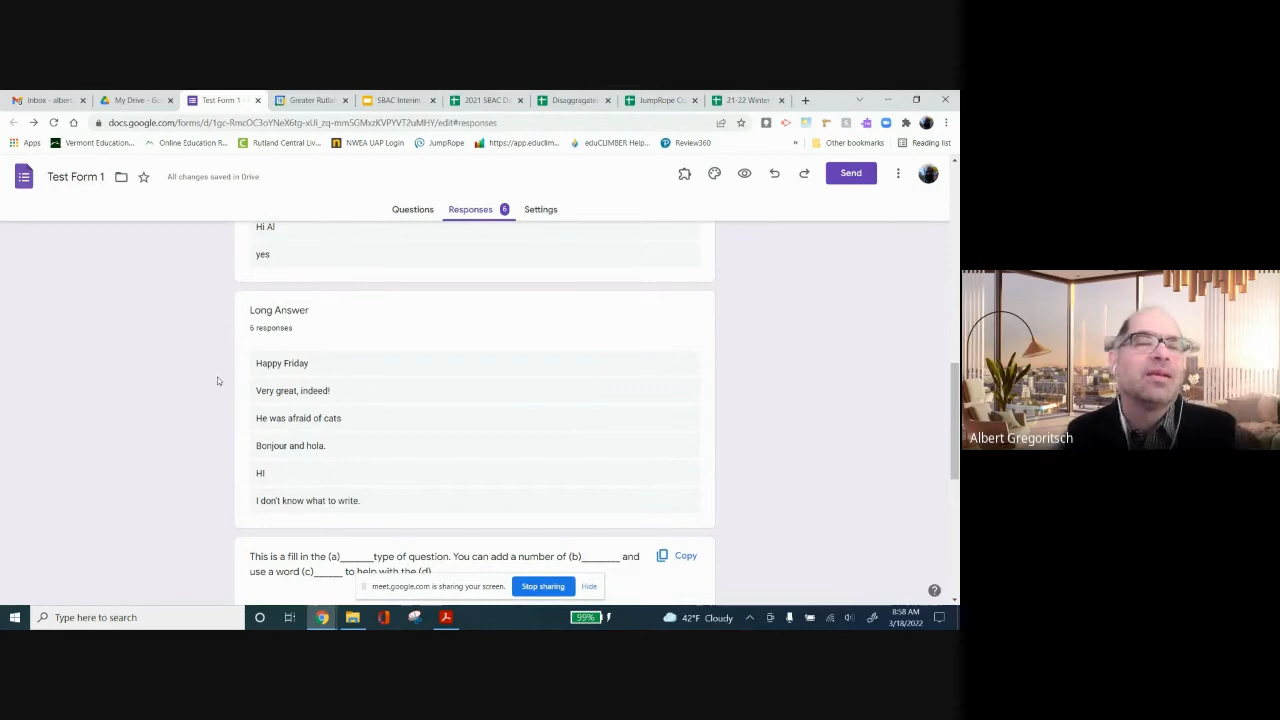 Inbox - albert
My Drive - Go
Test Form 1 -
Greater Rutla
SBAC Interim
2021 SBAC D
Disaggragate
JumpRope Ci
21-22 Winter
docs.google.com/forms/d/1gc-RmcOC3oYNeX6tg-xUi_zq-mm5GMxzKVPYVT2uMHY/edit#responses
Apps
Vermont Education...
Online Education R...
Rutland Central Livi...
NWEA UAP Login
JumpRope
https://app.educlim...
eduCLIMBER Help...
Review360
»
Other bookmarks
Reading list
Test Form 1
All changes saved in Drive
Send
Questions
Responses 6
Settings
Hi Al
yes
Long Answer
6 responses
Happy Friday
Very great, indeed!
He was afraid of cats
Bonjour and hola.
HI
I don't know what to write.
This is a fill in the (a)______type of question. You can add a number of (b)_______ and
Copy
use a word (c)_____ to help with the (d)
meet.google.com is sharing your screen.
Stop sharing
Hide
Albert Gregoritsch
Type here to search
99%
42°F Cloudy
8:58 AM
3/18/2022